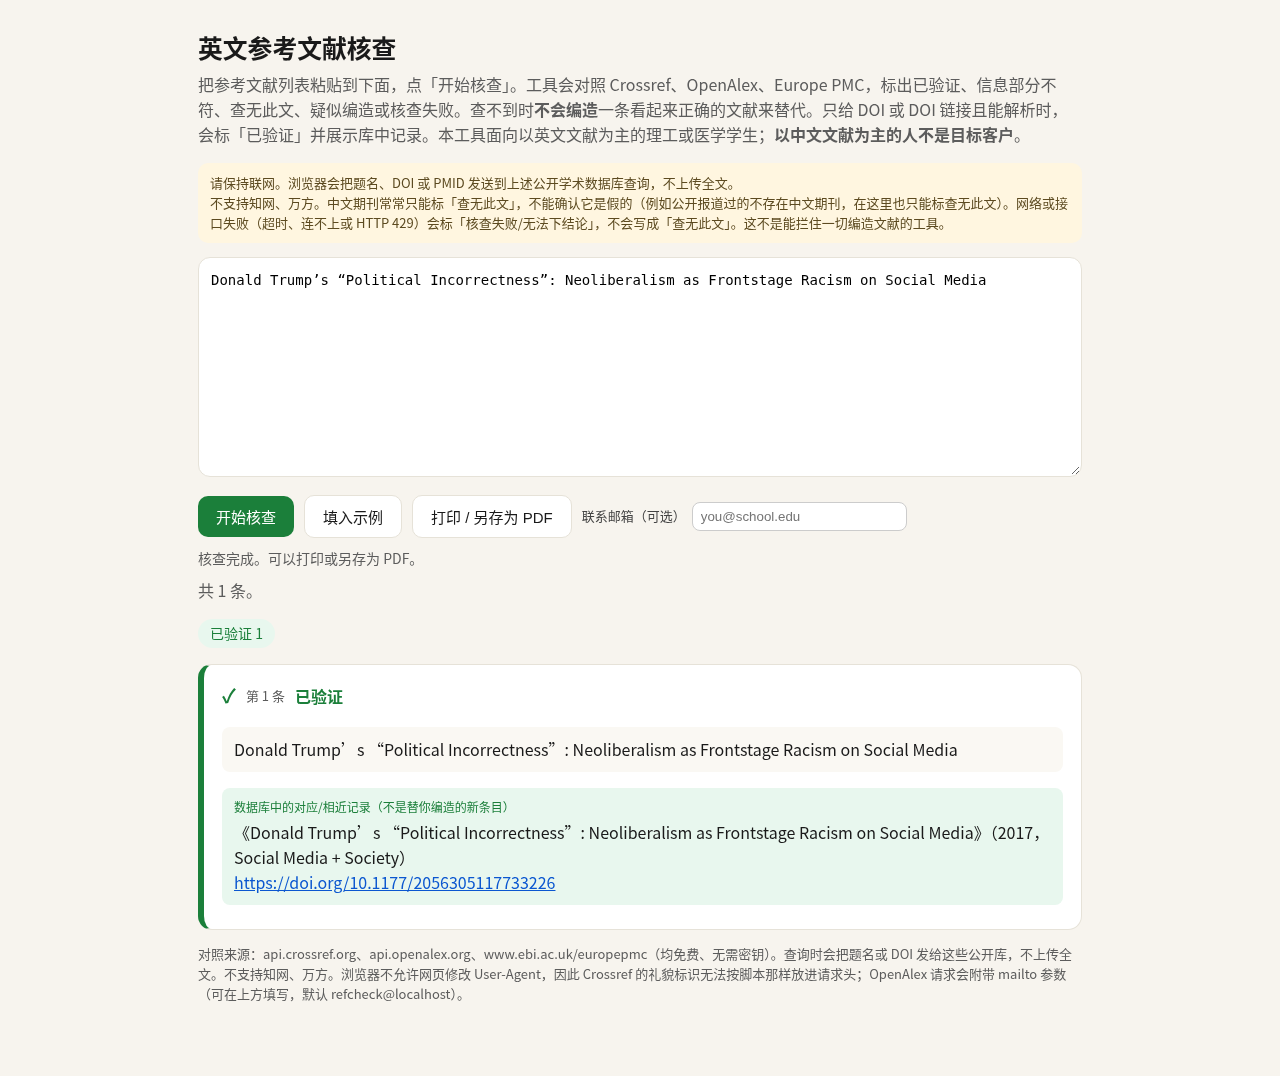 英文参考文献核查
把参考文献列表粘贴到下面，点「开始核查」。工具会对照 Crossref、OpenAlex、Europe PMC，标出已验证、信息部分不
符、查无此文、疑似编造或核查失败。查不到时不会编造一条看起来正确的文献来替代。只给 DOI 或 DOI 链接且能解析时，
会标「已验证」并展示库中记录。本工具面向以英文文献为主的理工或医学学生；以中文文献为主的人不是目标客户。
请保持联网。浏览器会把题名、DOI 或 PMID 发送到上述公开学术数据库查询，不上传全文。
不支持知网、万方。中文期刊常常只能标「查无此文」，不能确认它是假的（例如公开报道过的不存在中文期刊，在这里也只能标查无此文）。网络或接
口失败（超时、连不上或 HTTP 429）会标「核查失败/无法下结论」，不会写成「查无此文」。这不是能拦住一切编造文献的工具。
Donald Trump’s “Political Incorrectness”: Neoliberalism as Frontstage Racism on Social Media
开始核查 填入示例 打印 / 另存为 PDF 联系邮箱（可选） you@school.edu
核查完成。可以打印或另存为 PDF。
共 1 条。
已验证 1
✓ 第 1 条 已验证
Donald Trump’s “Political Incorrectness”: Neoliberalism as Frontstage Racism on Social Media
数据库中的对应/相近记录（不是替你编造的新条目）
《Donald Trump’s “Political Incorrectness”: Neoliberalism as Frontstage Racism on Social Media》（2017，
Social Media + Society）
https://doi.org/10.1177/2056305117733226
对照来源：api.crossref.org、api.openalex.org、www.ebi.ac.uk/europepmc（均免费、无需密钥）。查询时会把题名或 DOI 发给这些公开库，不上传全
文。不支持知网、万方。浏览器不允许网页修改 User-Agent，因此 Crossref 的礼貌标识无法按脚本那样放进请求头；OpenAlex 请求会附带 mailto 参数
（可在上方填写，默认 refcheck@localhost）。